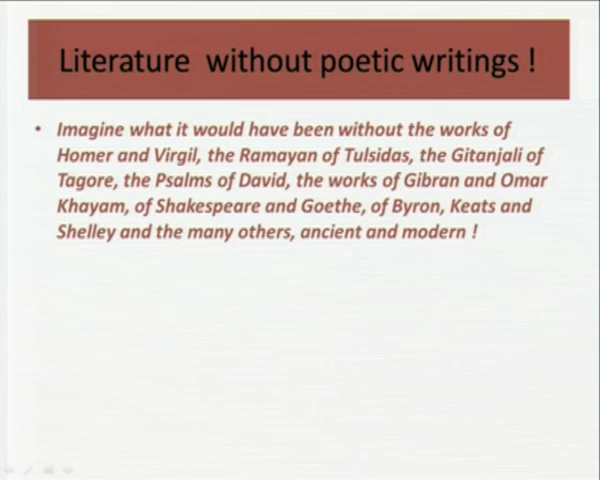 Literature without poetic writings !
• Imagine what it would have been without the works of
Homer and Virgil, the Ramayan of Tulsidas, the Gitanjali of
Tagore, the Psalms of David, the works of Gibran and Omar
Khayam, of Shakespeare and Goethe, of Byron, Keats and
Shelley and the many others, ancient and modern !